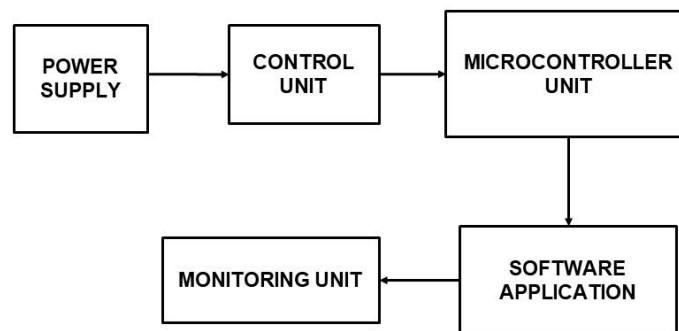 POWER
SUPPLY
CONTROL
UNIT
MICROCONTROLLER
UNIT
SOFTWARE
APPLICATION
MONITORING UNIT